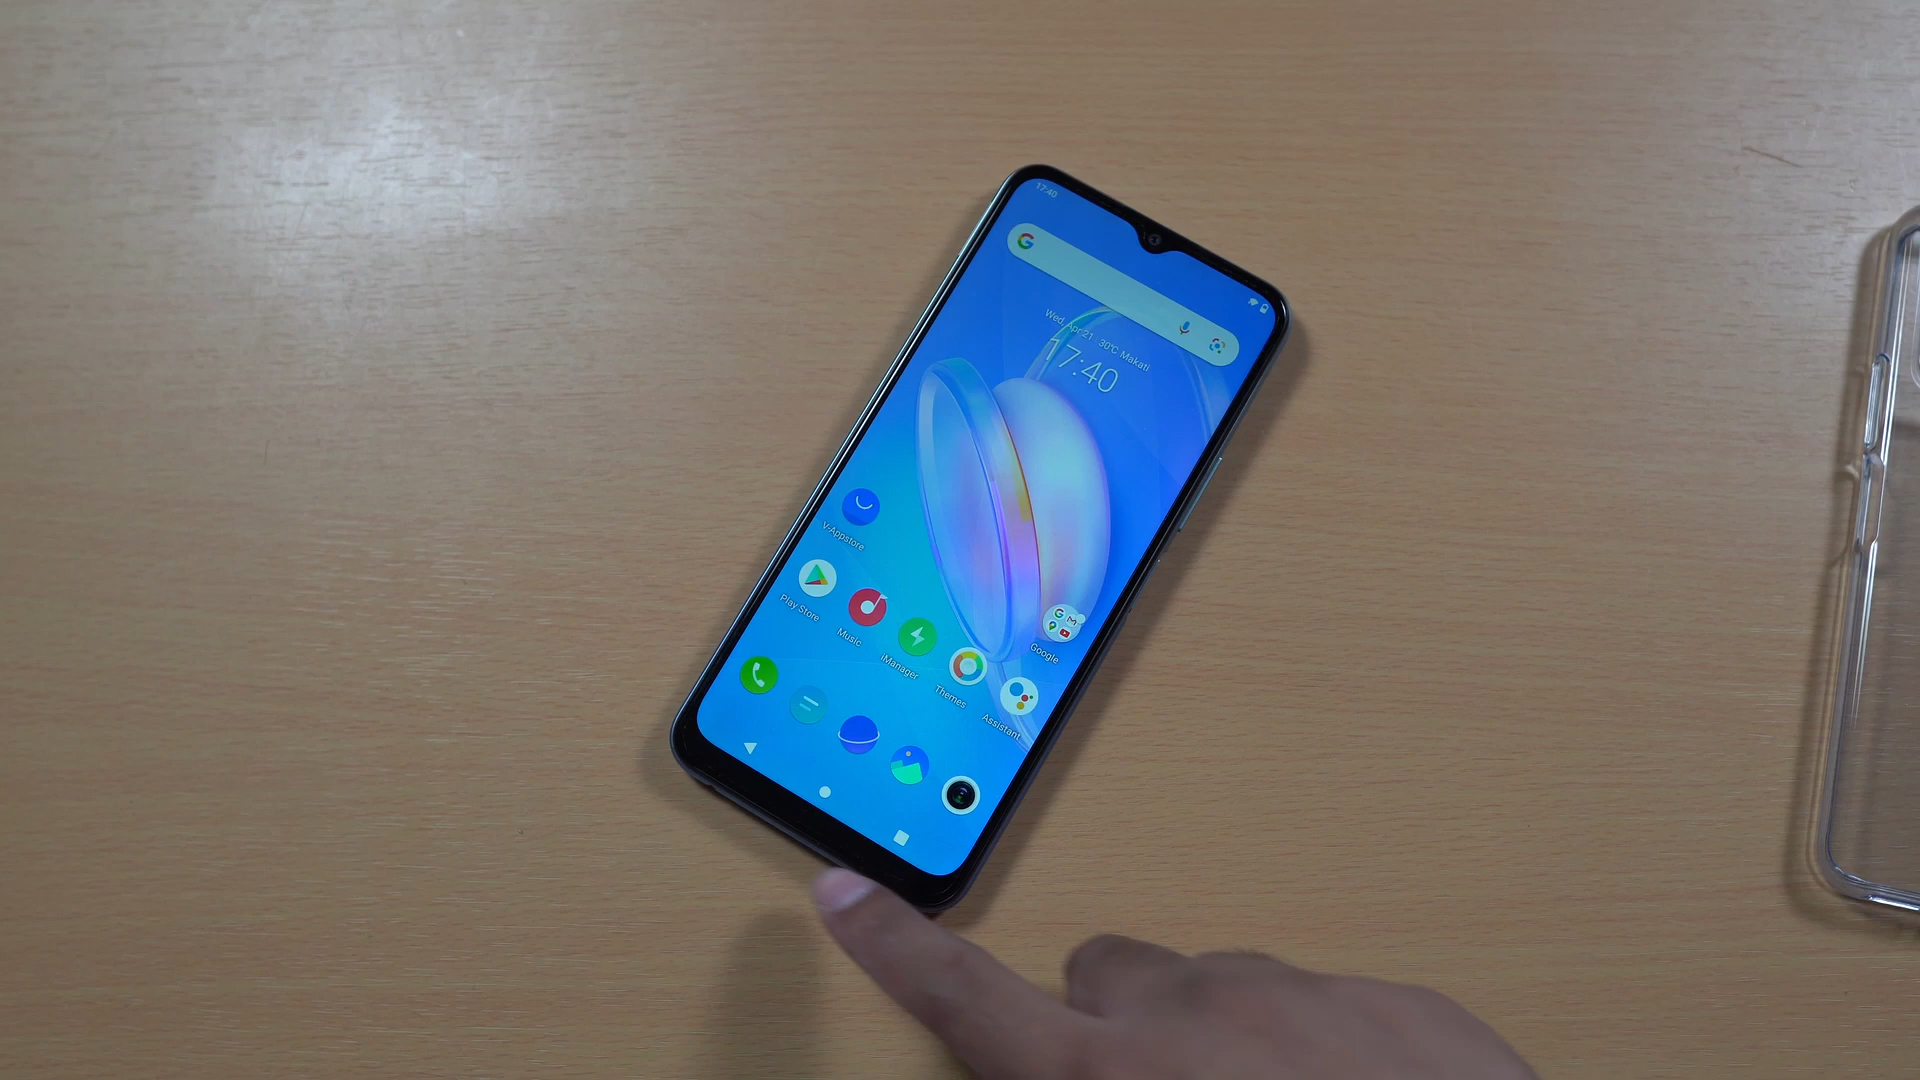 17:40
Wed, Apr 21 30°C Makati
17:40
V-Appstore
Play Store
Music
iManager
Themes
Assistant
Google